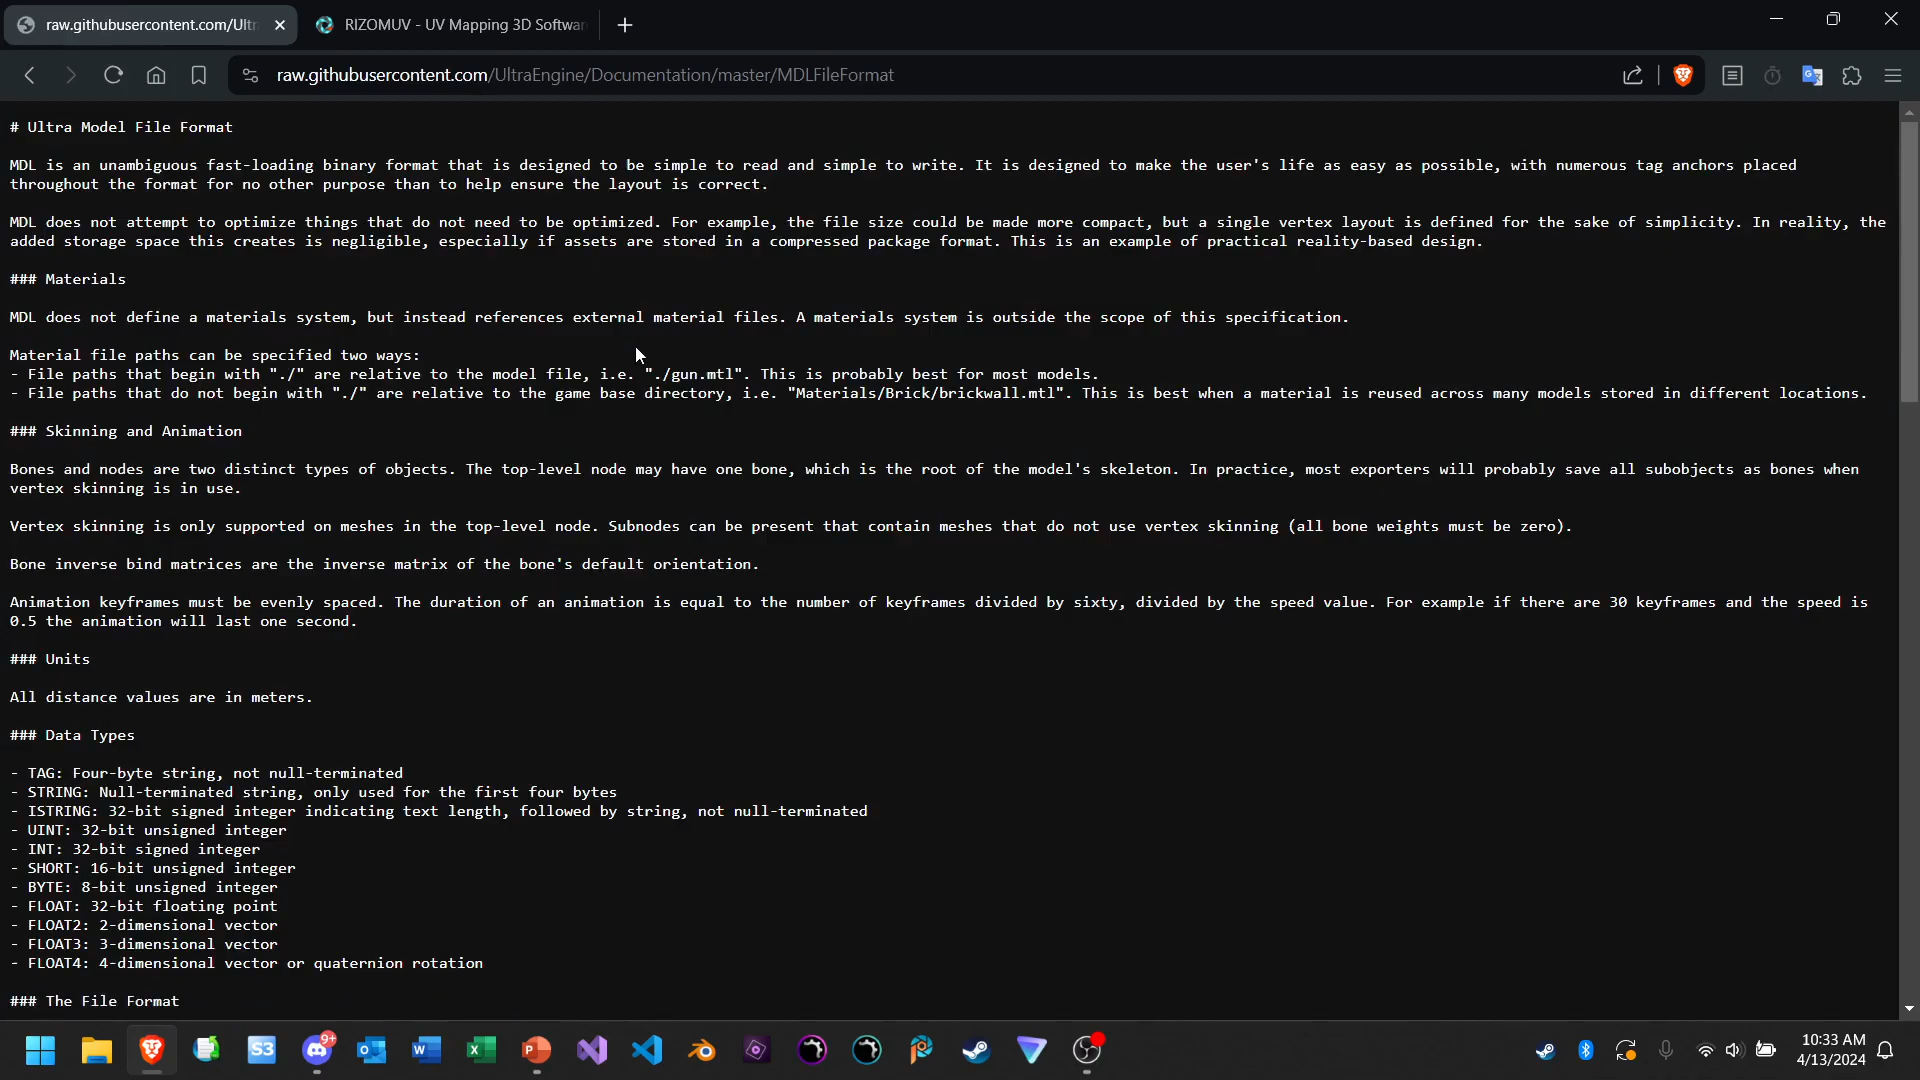 raw.githubusercontent.com/Ultr
RIZOMUV - UV Mapping 3D Softwar
raw.githubusercontent.com/UltraEngine/Documentation/master/MDLFileFormat
# Ultra Model File Format
MDL is an unambiguous fast-loading binary format that is designed to be simple to read and simple to write. It is designed to make the user's life as easy as possible, with numerous tag anchors placed
throughout the format for no other purpose than to help ensure the layout is correct.
MDL does not attempt to optimize things that do not need to be optimized. For example, the file size could be made more compact, but a single vertex layout is defined for the sake of simplicity. In reality, the
added storage space this creates is negligible, especially if assets are stored in a compressed package format. This is an example of practical reality-based design.
### Materials
MDL does not define a materials system, but instead references external material files. A materials system is outside the scope of this specification.
Material file paths can be specified two ways:
- File paths that begin with "./" are relative to the model file, i.e. "./gun.mtl". This is probably best for most models.
- File paths that do not begin with "./" are relative to the game base directory, i.e. "Materials/Brick/brickwall.mtl". This is best when a material is reused across many models stored in different locations.
### Skinning and Animation
Bones and nodes are two distinct types of objects. The top-level node may have one bone, which is the root of the model's skeleton. In practice, most exporters will probably save all subobjects as bones when
vertex skinning is in use.
Vertex skinning is only supported on meshes in the top-level node. Subnodes can be present that contain meshes that do not use vertex skinning (all bone weights must be zero).
Bone inverse bind matrices are the inverse matrix of the bone's default orientation.
Animation keyframes must be evenly spaced. The duration of an animation is equal to the number of keyframes divided by sixty, divided by the speed value. For example if there are 30 keyframes and the speed is
0.5 the animation will last one second.
### Units
All distance values are in meters.
### Data Types
- TAG: Four-byte string, not null-terminated
- STRING: Null-terminated string, only used for the first four bytes
- ISTRING: 32-bit signed integer indicating text length, followed by string, not null-terminated
- UINT: 32-bit unsigned integer
- INT: 32-bit signed integer
- SHORT: 16-bit unsigned integer
- BYTE: 8-bit unsigned integer
- FLOAT: 32-bit floating point
- FLOAT2: 2-dimensional vector
- FLOAT3: 3-dimensional vector
- FLOAT4: 4-dimensional vector or quaternion rotation
### The File Format
S3
9+
10:33 AM
4/13/2024